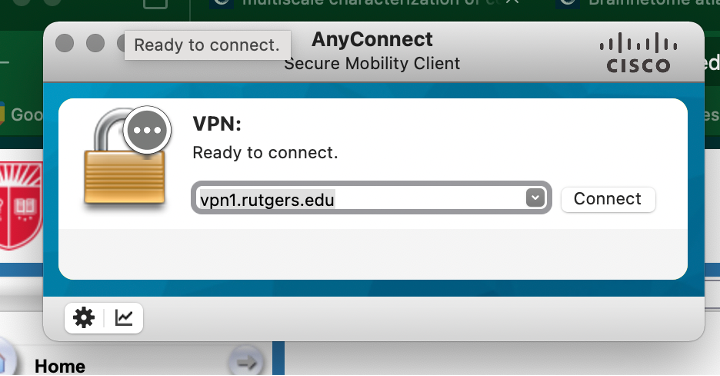 multiscale characterization of c
Brainnetome atla
Ready to connect.
AnyConnect
Secure Mobility Client
CISCO
Goo
VPN:
Ready to connect.
vpn1.rutgers.edu
Connect
Home